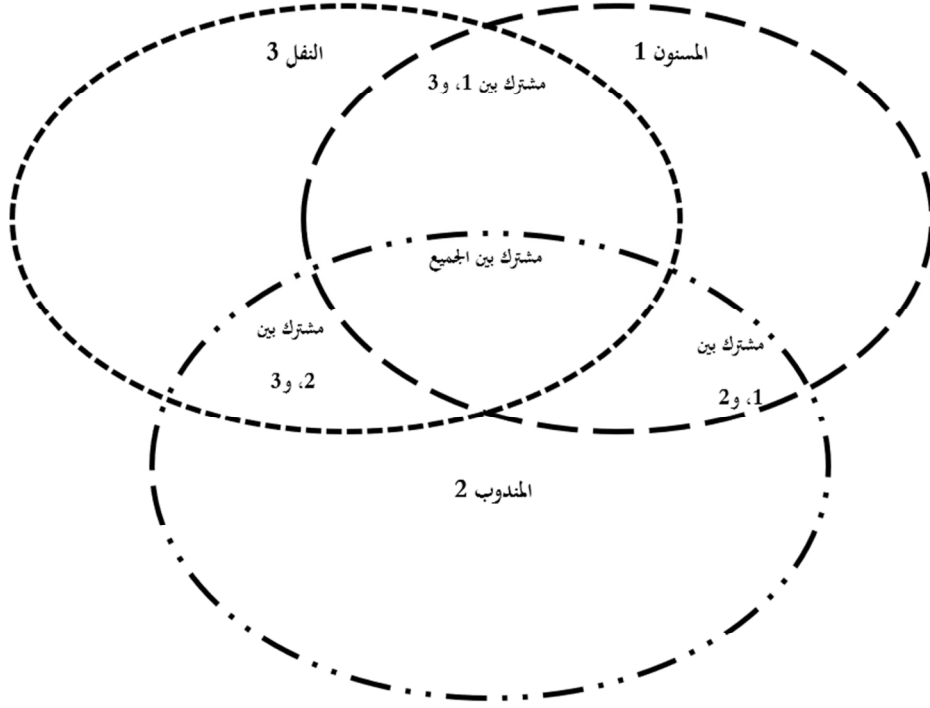 المسنون 1
النفل 3
مشترك بين 1، و3
مشترك بين الجميع
مشترك بين
1، و2
مشترك بين
2، و3
المندوب 2